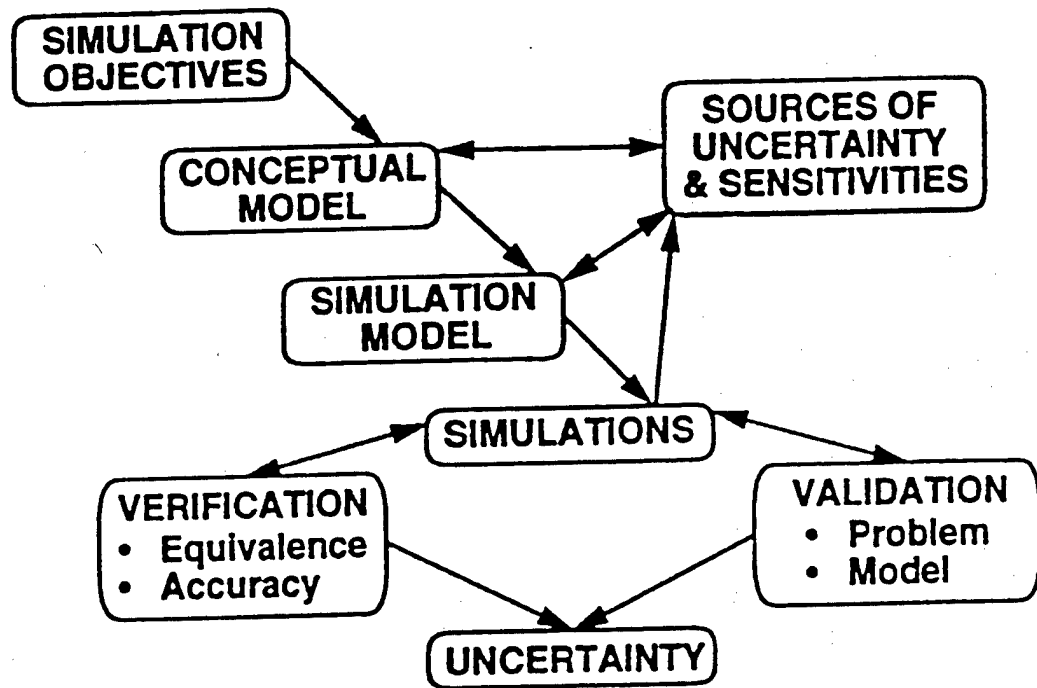 SIMULATION
OBJECTIVES
SOURCES OF
UNCERTAINTY
& SENSITIVITIES
CONCEPTUAL
MODEL
SIMULATION
MODEL
SIMULATIONS
VERIFICATION
• Equivalence
• Accuracy
VALIDATION
• Problem
• Model
UNCERTAINTY